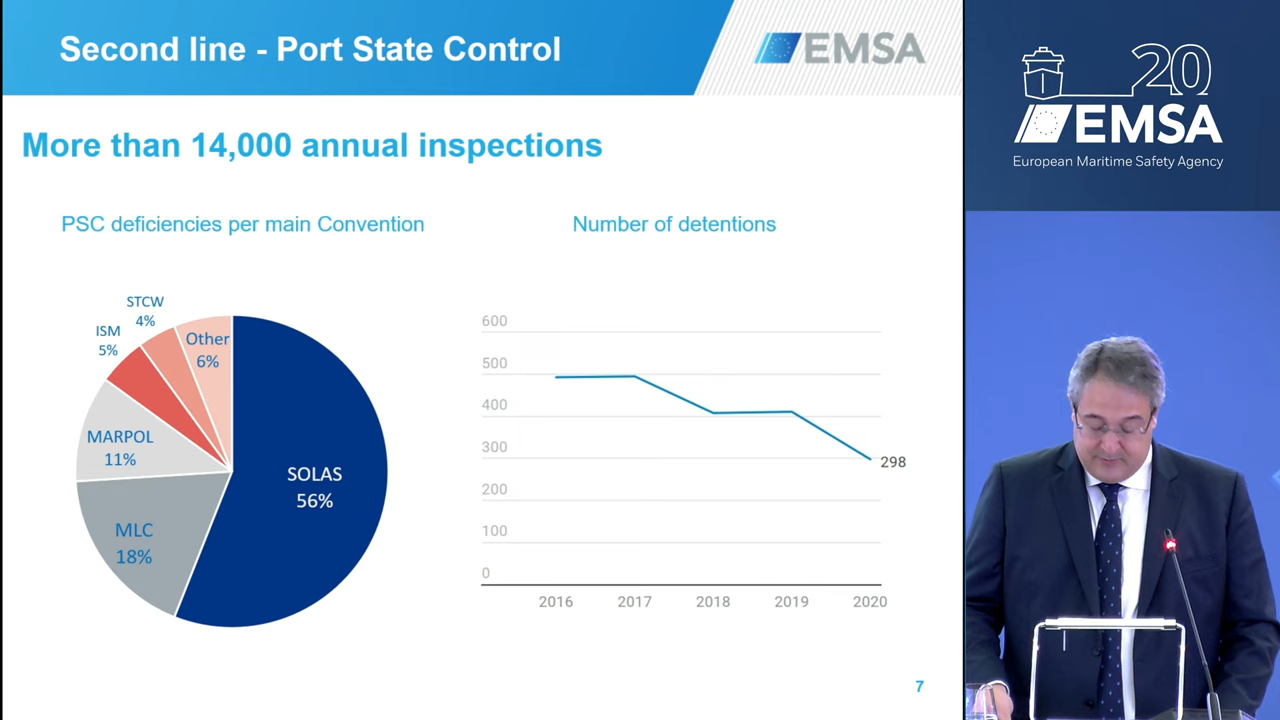 Second line - Port State Control
EMSA
More than 14,000 annual inspections
PSC deficiencies per main Convention
STCW
4%
ISM
5%
Other
6%
MARPOL
11%
SOLAS
56%
MLC
18%
Number of detentions
600
500
400
300
200
100
0
298
2016 2017 2018 2019 2020
7
20
EMSA
European Maritime Safety Agency